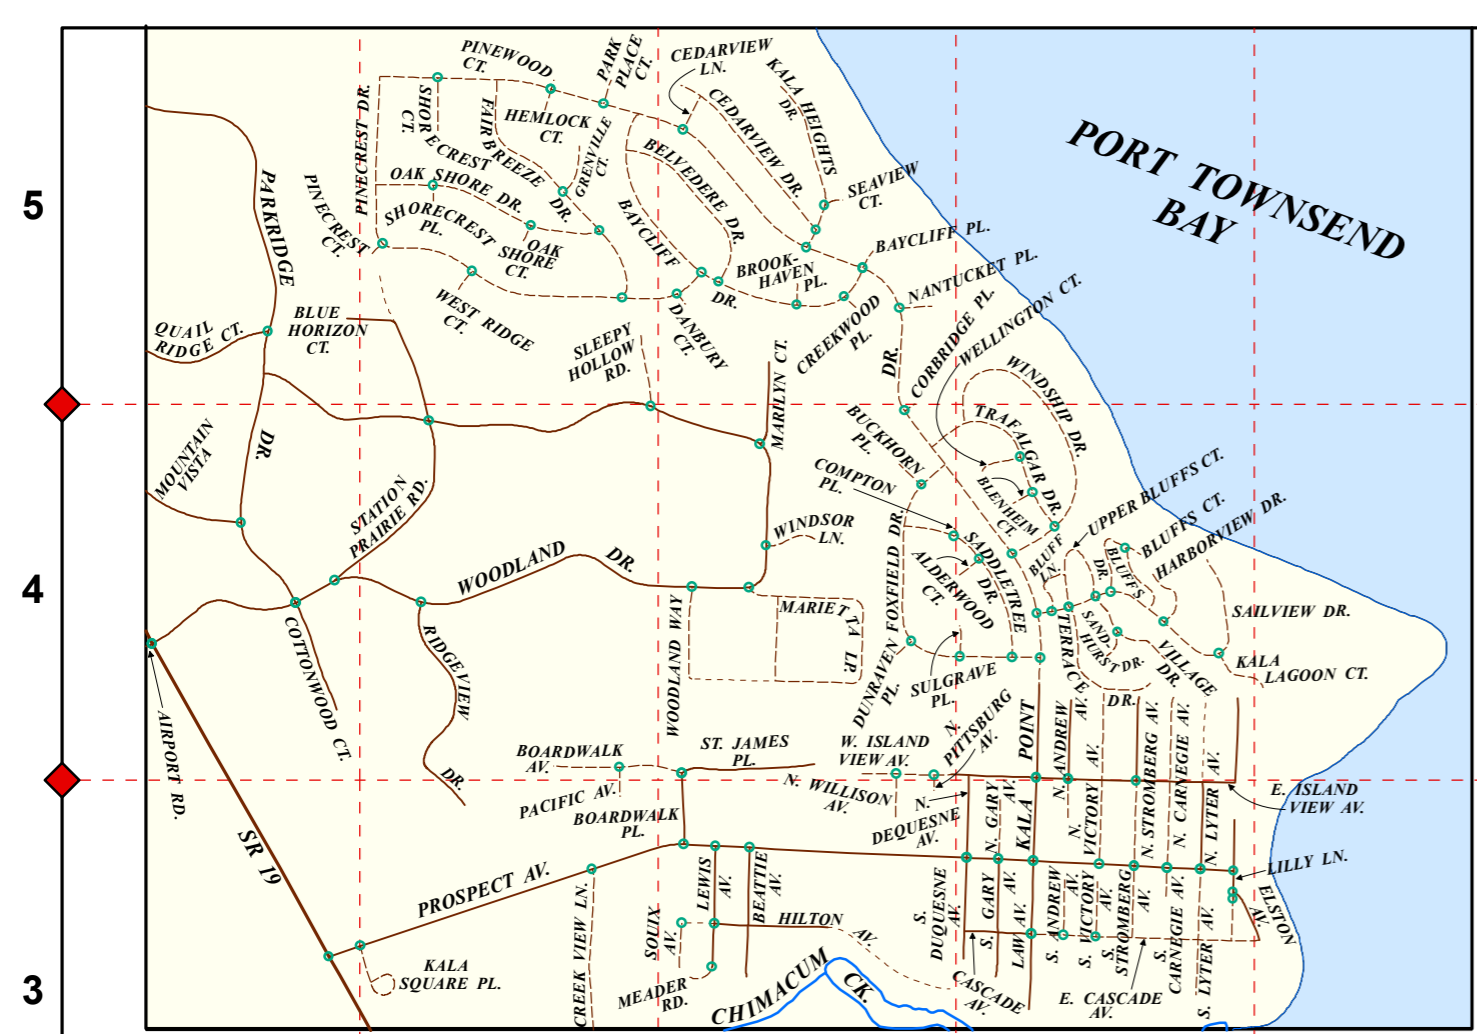 5
4
3
PORT TOWNSEND
BAY
PINEWOOD
CT.
PARK
PLACE
CT.
CEDARVIEW
LN.
KALA HEIGHTS
DR.
CEDARVIEW DR.
PINECREST DR.
SHORECREST
CT.
FAIRBREEZE
DR.
HEMLOCK
CT.
GRENVILLE
CT.
BELVEDERE DR.
SEAVIEW
CT.
PARKRIDGE
DR.
PINECREST
CT.
OAK SHORE DR.
SHORECREST
PL.
OAK
SHORE
CT.
BAYCLIFF
DR.
BROOK-
HAVEN
PL.
BAYCLIFF PL.
NANTUCKET PL.
WEST RIDGE
CT.
DANBURY
CT.
CREEKWOOD
PL.
CORBRIDGE PL.
WELLINGTON CT.
QUAIL
RIDGE CT.
BLUE
HORIZON
CT.
SLEEPY
HOLLOW
RD.
MARILYN CT.
DR.
WINDSHIP DR.
TRAFALGAR DR.
BUCKHORN
PL.
COMPTON
PL.
BLENHEIM
CT.
MOUNTAIN
VISTA
STATION
PRAIRIE RD.
WINDSOR
LN.
WOODLAND
DR.
FOXFIELD DR.
SADDLETREE
DR.
ALDERWOOD
CT.
BLUFF
LN.
UPPER BLUFFS CT.
BLUFFS CT.
HARBORVIEW DR.
BLUFFS
DR.
SAILVIEW DR.
MARIETTA LP.
WOODLAND WAY
COTTONWOOD CT.
RIDGEVIEW
DR.
DUNRAVEN
PL.
SULGRAVE
PL.
TERRACE
DR.
SAND
HURST DR.
VILLAGE
DR.
KALA
LAGOON CT.
AIRPORT RD.
SR 19
BOARDWALK
AV.
ST. JAMES
PL.
W. ISLAND
VIEW AV.
N.
PITTSBURG
AV.
KALA POINT
N. ANDREW
AV.
N.
VICTORY AV.
N. STROMBERG AV.
N. CARNEGIE AV.
N. LYTER AV.
E. ISLAND
VIEW AV.
PACIFIC AV.
BOARDWALK
PL.
N. WILLISON
AV.
N.
DEQUESNE
AV.
N. GARY
AV.
LILLY LN.
PROSPECT AV.
LEWIS
AV.
BEATTIE
AV.
HILTON
AV.
SOUIX
AV.
MEADER
RD.
CREEK VIEW LN.
KALA
SQUARE PL.
CHIMACUM
CK.
S.
DUQUESNE
AV.
S. GARY AV.
LAW AV.
S. ANDREW
AV.
S. VICTORY
AV.
S.
STROMBERG
AV.
S.
CARNEGIE AV.
S. LYTER AV.
ELSTON
AV.
CASCADE
AV.
E. CASCADE
AV.